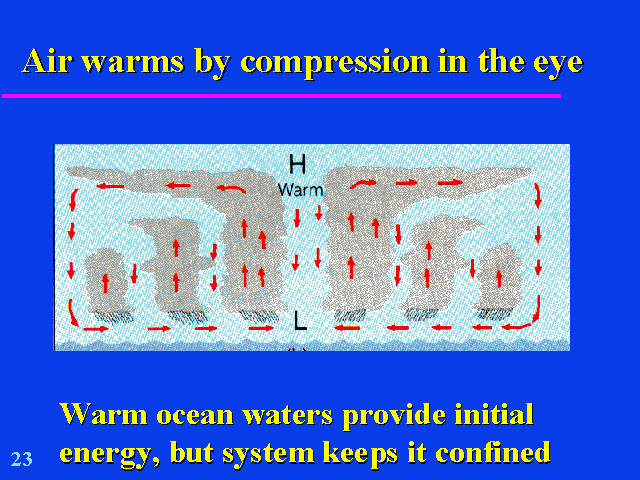 Air warms by compression in the eye
H
Warm
L
Warm ocean waters provide initial
energy, but system keeps it confined
23